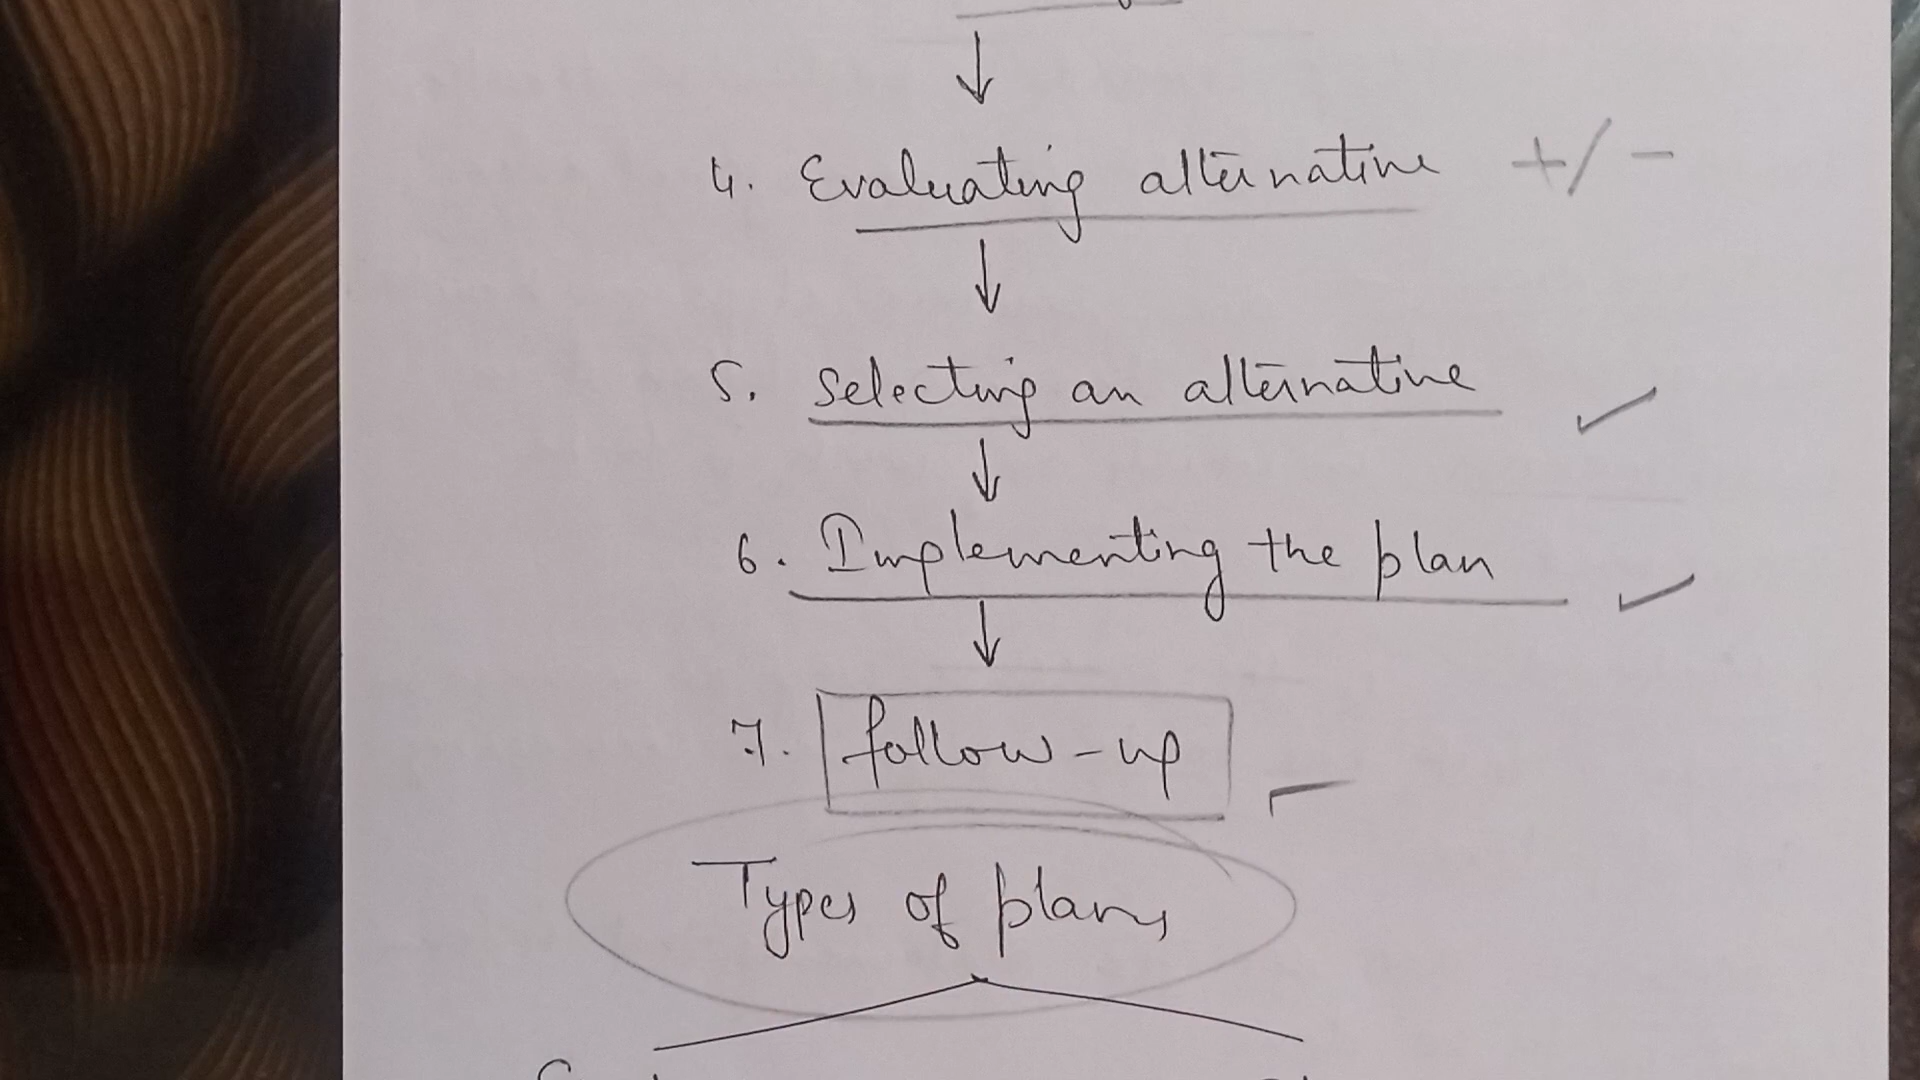 4. Evaluating alternative +/-
5. Selecting an alternative
6. Implementing the plan
7. follow-up
Types of plans